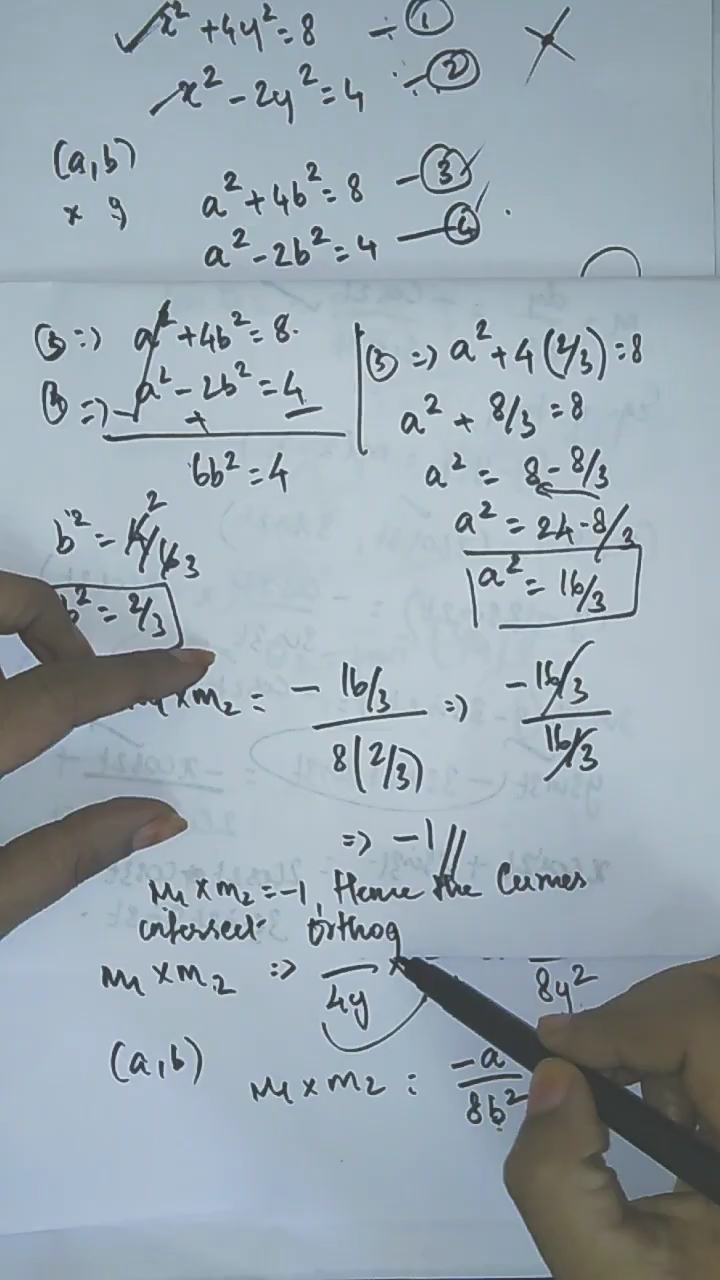 x² + 4y² = 8 — ①
x² - 2y² = 4 — ②
(a,b)
x y
a² + 4b² = 8 — ③
a² - 2b² = 4 — ④
③ => a² + 4b² = 8
④ => a² - 2b² = 4
+
6b² = 4
b² = 4/6 2 3
b² = 2/3
③ => a² + 4(2/3) = 8
a² + 8/3 = 8
a² = 8 - 8/3
a² = 24 - 8/3
a² = 16/3
m₁ × m₂ = - 16/3 / 8(2/3) => -16/3 / 16/3
=> -1//
m₁ × m₂ = -1, Hence the Curves
intersect orthog
m₁ × m₂ => / 4y × / 8y²
(a,b) m₁ × m₂ : -a / 8b²